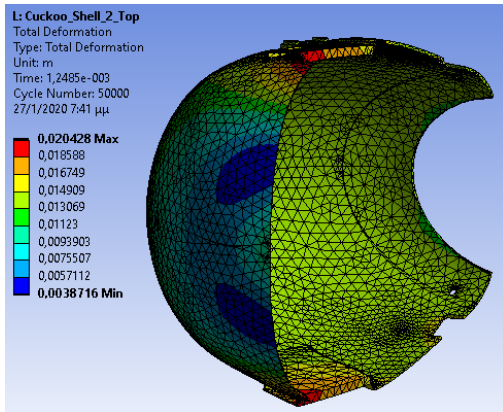 L: Cuckoo_Shell_2_Top
Total Deformation
Type: Total Deformation
Unit: m
Time: 1,2485e-003
Cycle Number: 50000
27/1/2020 7:41 μμ
0,020428 Max
0,018588
0,016749
0,014909
0,013069
0,01123
0,0093903
0,0075507
0,0057112
0,0038716 Min